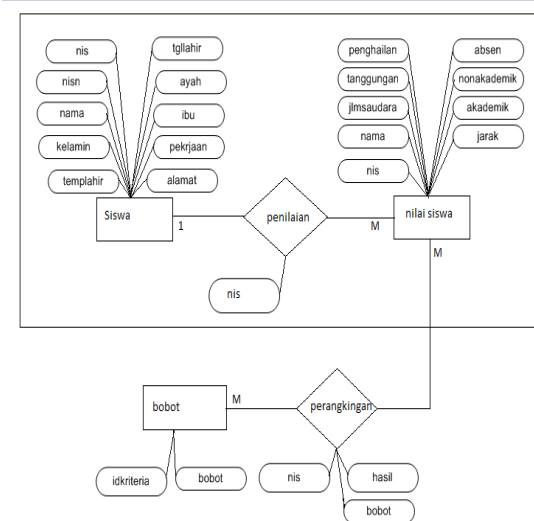 nis
nisn
nama
kelamin
templahir
tgllahir
ayah
ibu
pekrjaan
alamat
Siswa
1
penilaian
nis
M
penghailan
tanggungan
jlmsaudara
nama
nis
absen
nonakademik
akademik
jarak
nilai siswa
M
bobot
M
perangkingan
idkriteria
bobot
nis
hasil
bobot